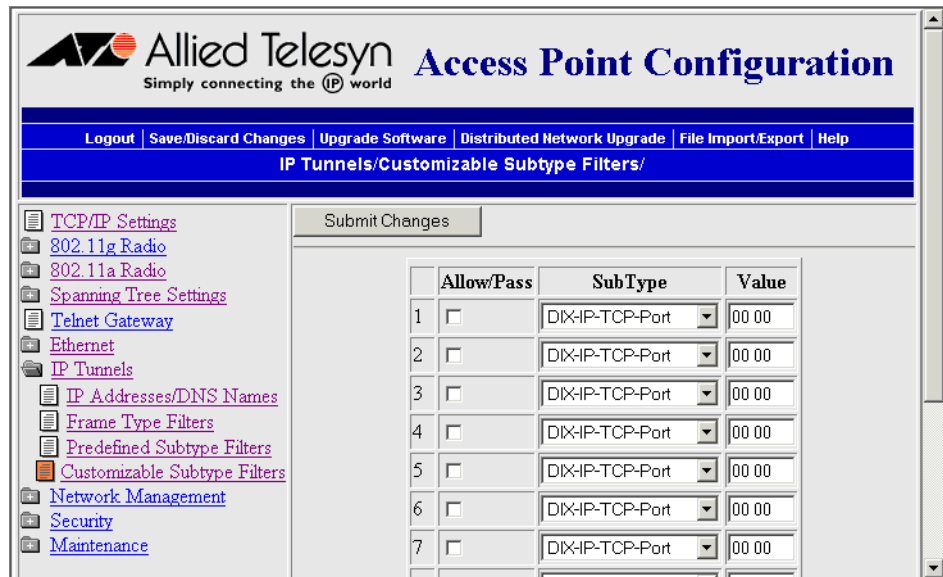 Allied Telesyn
Simply connecting the IP world
Access Point Configuration
Logout | Save/Discard Changes | Upgrade Software | Distributed Network Upgrade | File Import/Export | Help
IP Tunnels/Customizable Subtype Filters/
TCP/IP Settings
802.11g Radio
802.11a Radio
Spanning Tree Settings
Telnet Gateway
Ethernet
IP Tunnels
IP Addresses/DNS Names
Frame Type Filters
Predefined Subtype Filters
Customizable Subtype Filters
Network Management
Security
Maintenance
Submit Changes
Allow/Pass SubType Value
1 DIX-IP-TCP-Port 00 00
2 DIX-IP-TCP-Port 00 00
3 DIX-IP-TCP-Port 00 00
4 DIX-IP-TCP-Port 00 00
5 DIX-IP-TCP-Port 00 00
6 DIX-IP-TCP-Port 00 00
7 DIX-IP-TCP-Port 00 00